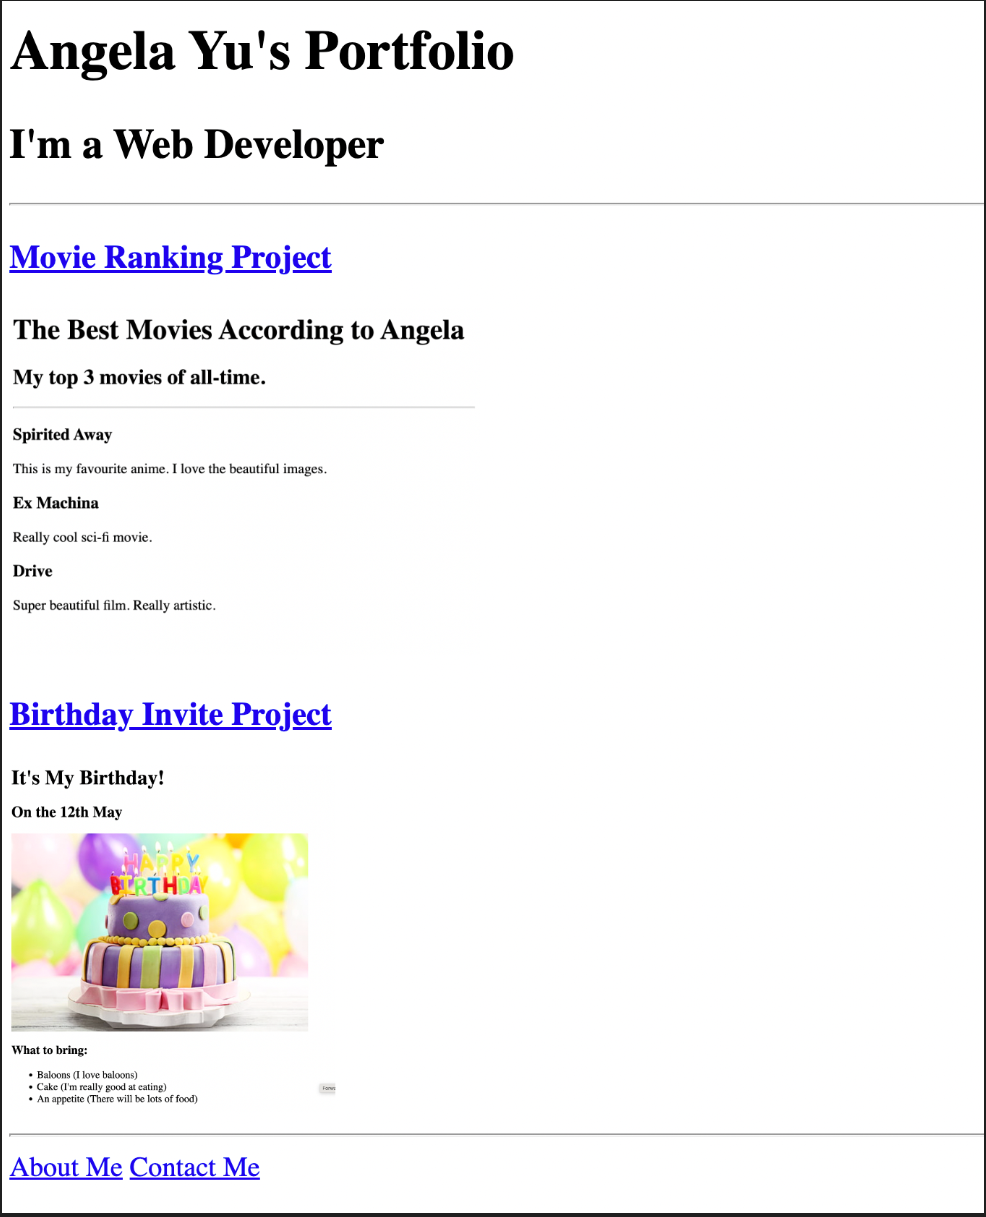 Angela Yu's Portfolio
I'm a Web Developer
Movie Ranking Project
The Best Movies According to Angela
My top 3 movies of all-time.
Spirited Away
This is my favourite anime. I love the beautiful images.
Ex Machina
Really cool sci-fi movie.
Drive
Super beautiful film. Really artistic.
Birthday Invite Project
It's My Birthday!
On the 12th May
HAPPY
BIRTHDAY
What to bring:
• Baloons (I love baloons)
• Cake (I'm really good at eating)
• An appetite (There will be lots of food)
About Me Contact Me